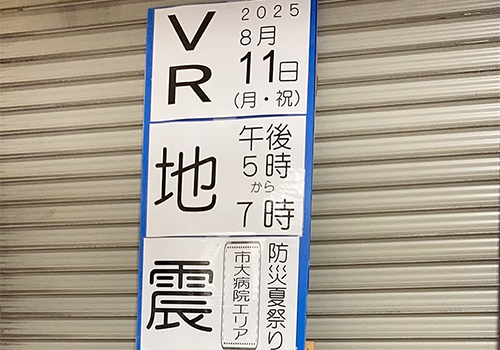 VR
地
震
2025
8月
11日
(月・祝)
午後
5時
から
7時
防災夏祭り
市大病院エリア